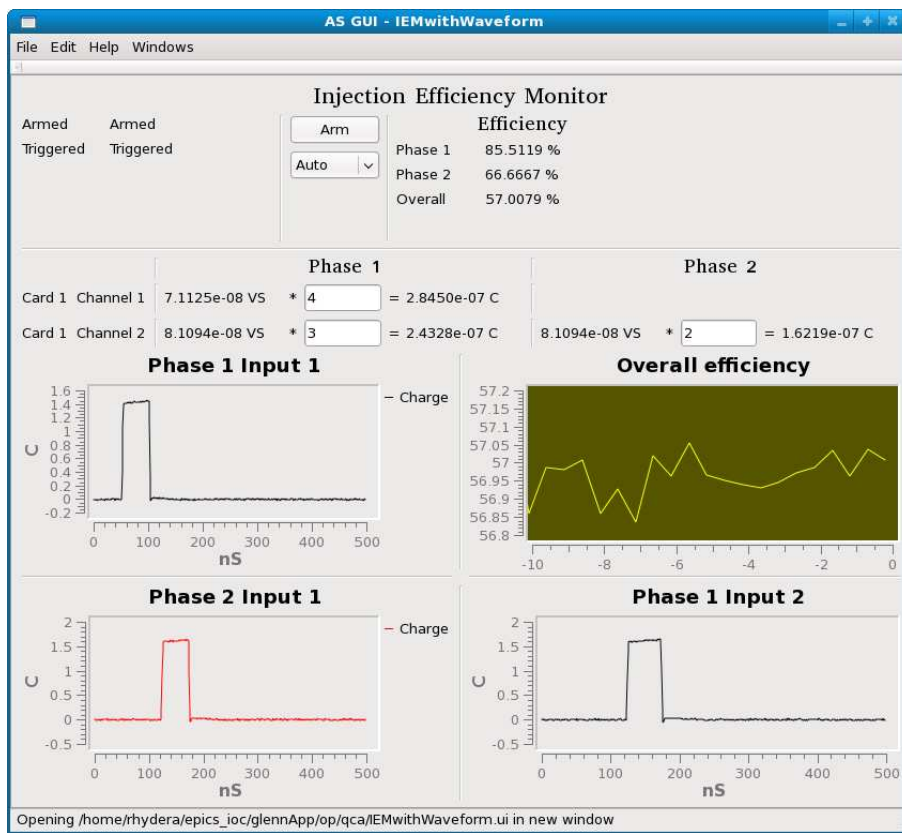 AS GUI - IEMwithWaveform
File Edit Help Windows
Injection Efficiency Monitor
Armed Armed Arm Efficiency
Triggered Triggered Phase 1 85.5119 %
Auto Phase 2 66.6667 %
Overall 57.0079 %
Phase 1 Phase 2
Card 1 Channel 1 7.1125e-08 VS * 4 = 2.8450e-07 C
Card 1 Channel 2 8.1094e-08 VS * 3 = 2.4328e-07 C 8.1094e-08 VS * 2 = 1.6219e-07 C
Phase 1 Input 1
1.6
1.4
1.2
1
0.8
0.6
0.4
0.2
0
-0.2
C
0 100 200 300 400 500
nS
Charge
Overall efficiency
57.2
57.15
57.1
57.05
57
56.95
56.9
56.85
56.8
-10 -8 -6 -4 -2 0
Phase 2 Input 1
2
1.5
1
0.5
0
-0.5
C
0 100 200 300 400 500
nS
Charge
Phase 1 Input 2
2
1.5
1
0.5
0
-0.5
C
0 100 200 300 400 500
nS
Opening /home/rhydera/epics_ioc/glennApp/op/qca/IEMwithWaveform.ui in new window